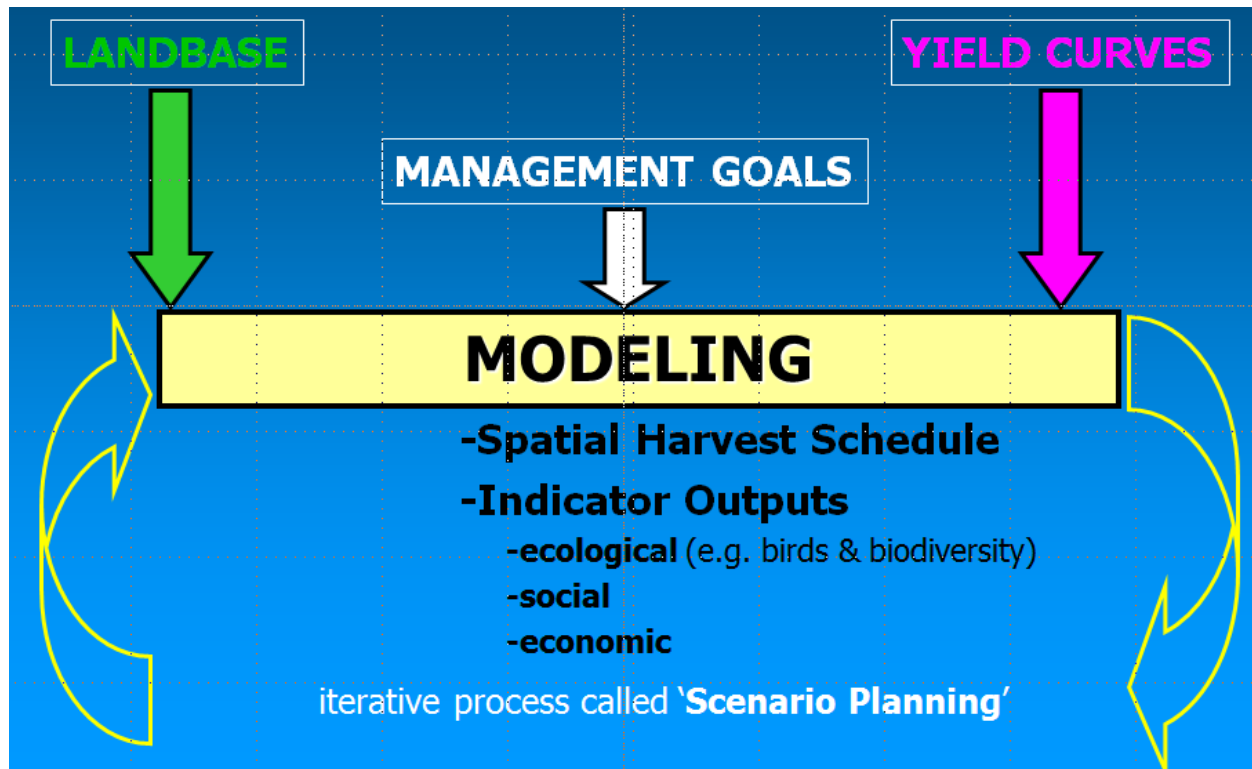 LANDBASE
YIELD CURVES
MANAGEMENT GOALS
MODELING
-Spatial Harvest Schedule
-Indicator Outputs
-ecological (e.g. birds & biodiversity)
-social
-economic
iterative process called ‘Scenario Planning’